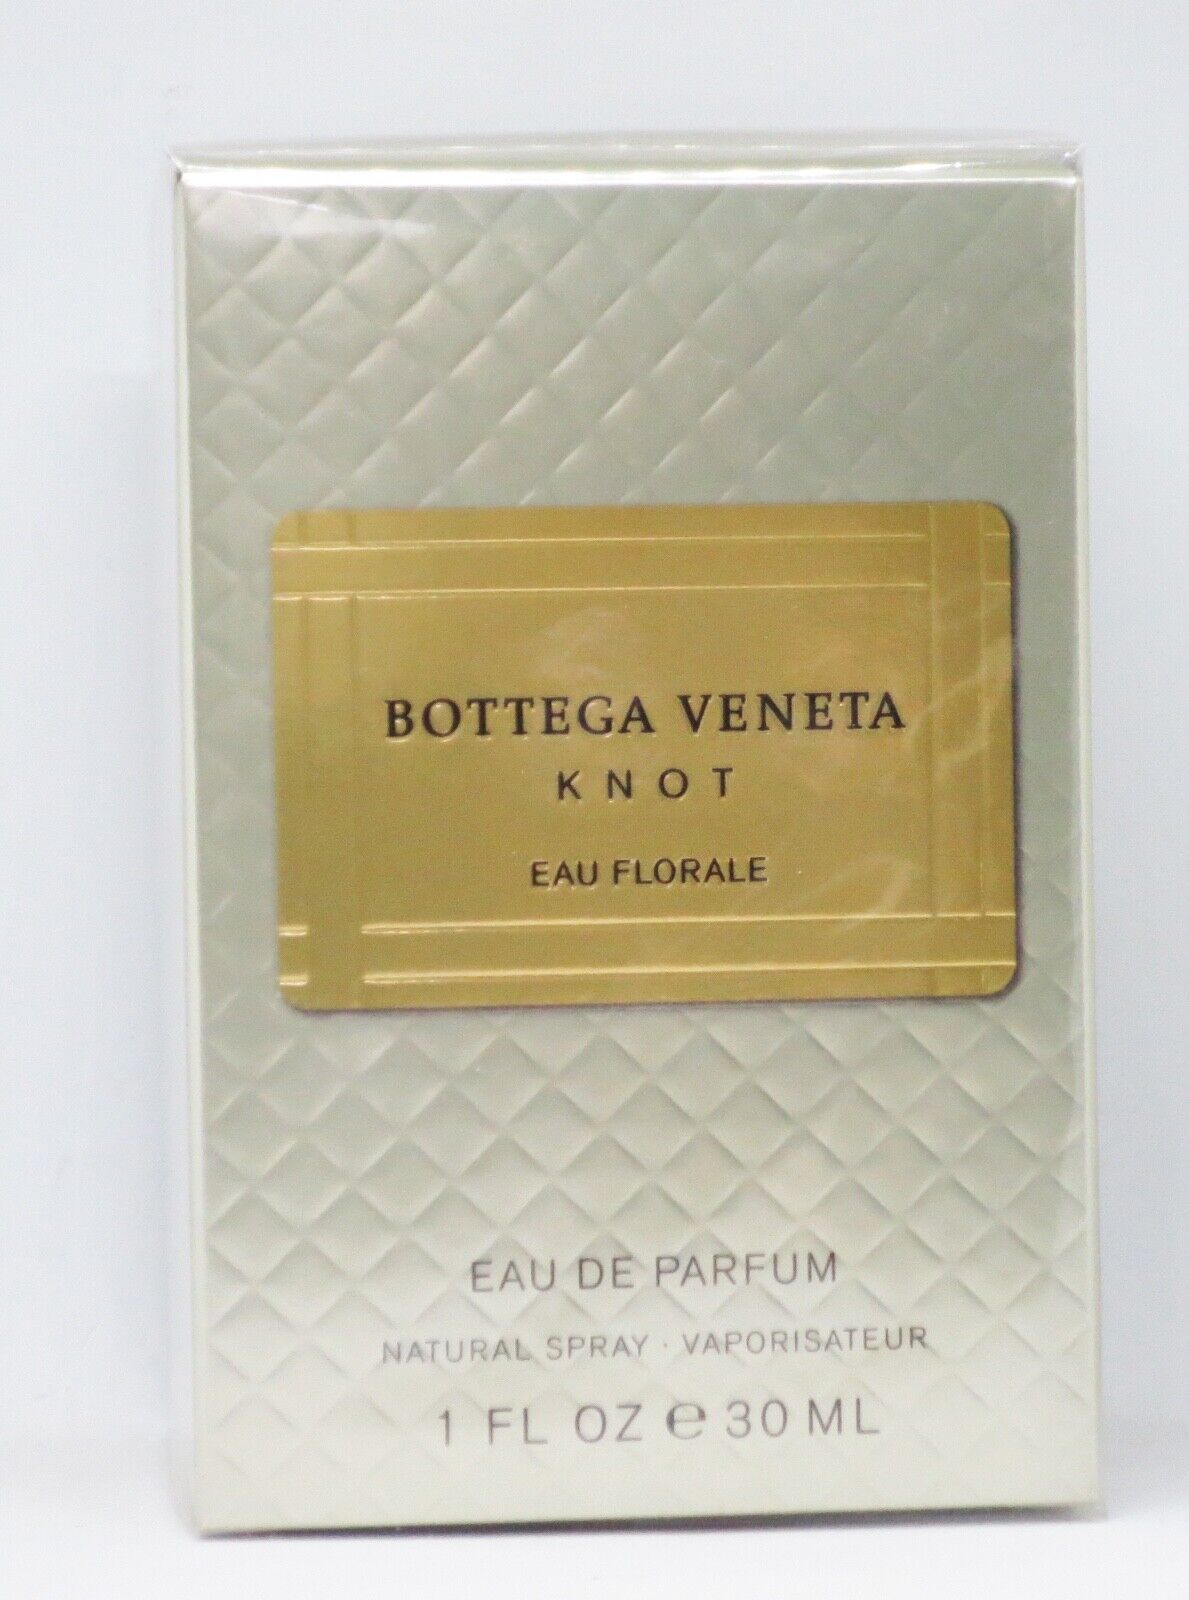 BOTTEGA VENETA
KNOT
EAU FLORALE
EAU DE PARFUM
NATURAL SPRAY · VAPORISATEUR
1 FL OZ ℮ 30 ML